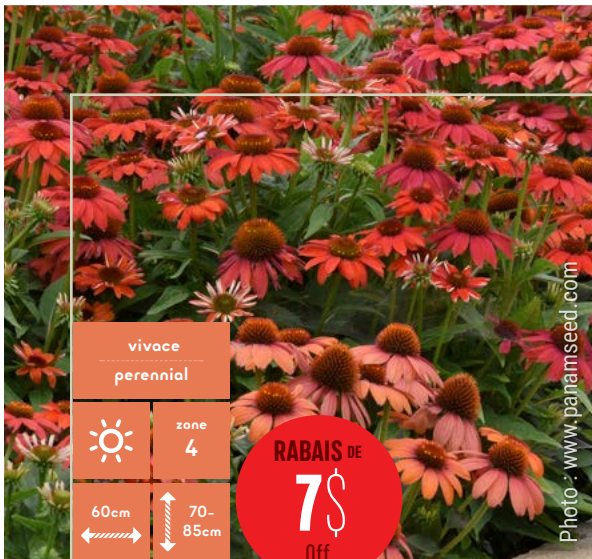 vivace
perennial
zone
4
60cm
70-
85cm
RABAIS DE
7$
Off
Photo : www.panamseed.com